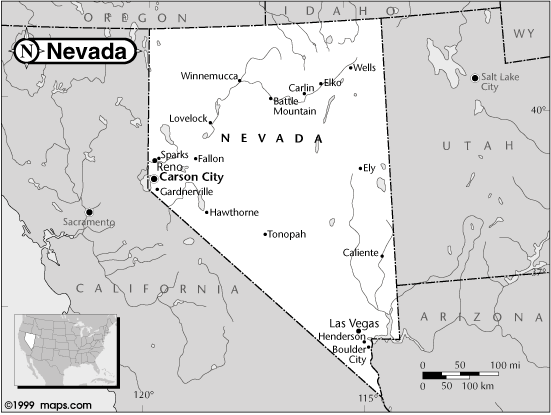 OREGON
IDAHO
WY
N Nevada
Wells
Winnemucca
Elko
Carlin
Salt Lake
City
Battle
Mountain
40°
Lovelock
NEVADA
UTAH
Sparks
Reno
Fallon
Ely
Carson City
Gardnerville
Hawthorne
Sacramento
Tonopah
Caliente
37°
CALIFORNIA
ARIZONA
Las Vegas
Henderson
Boulder
City
0 50 100 mi
0 50 100 km
120°
115°
©1999 maps.com